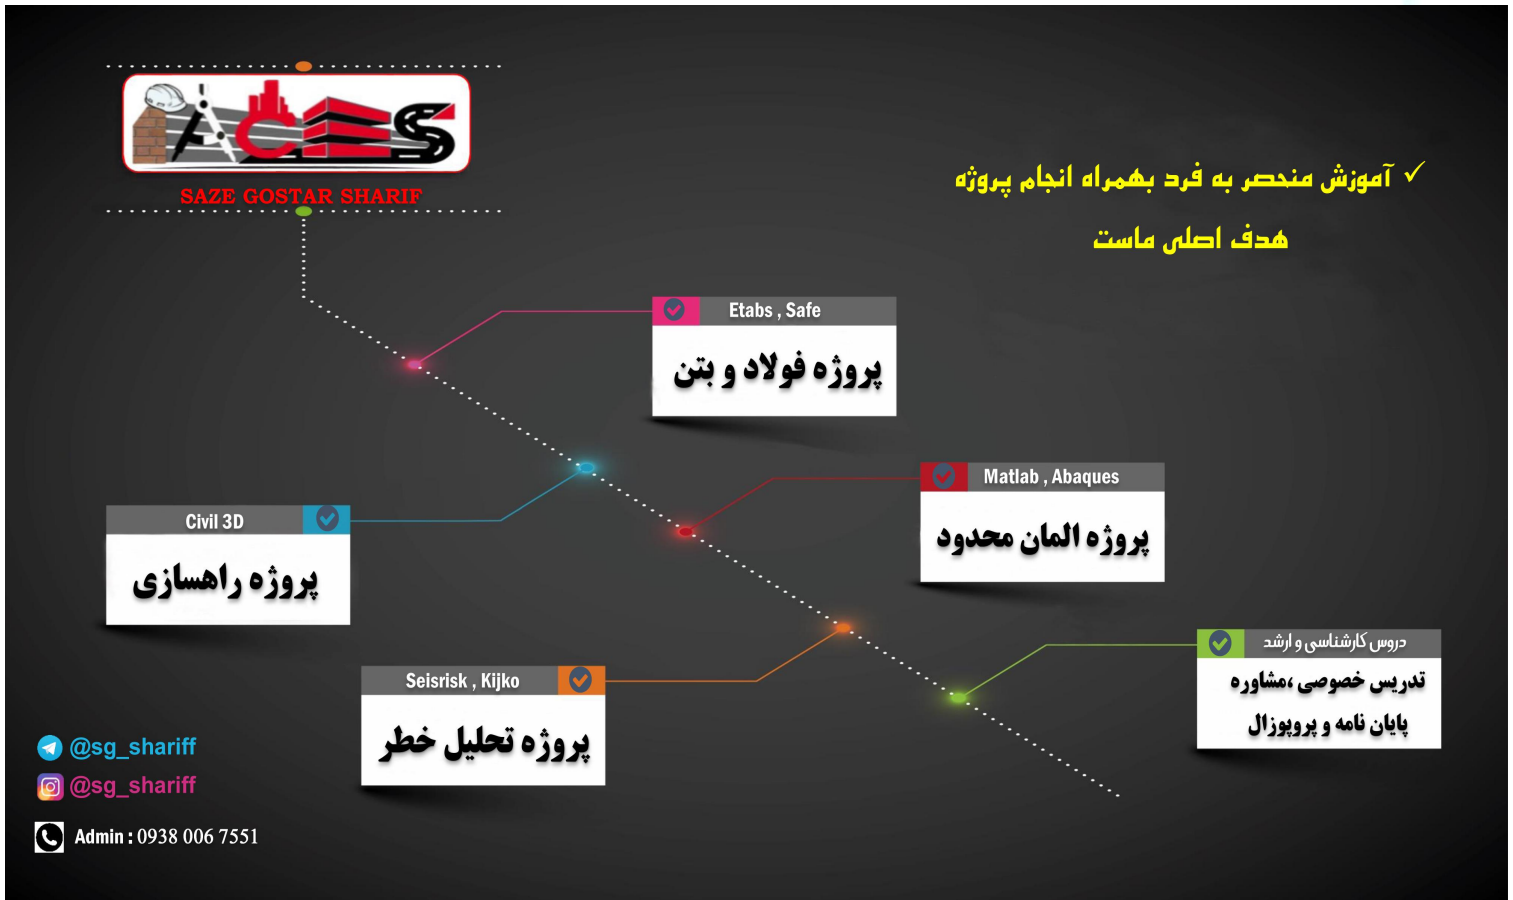 ACES
SAZE GOSTAR SHARIF
✓ آموزش منحصر به فرد بهمراه انجام پروژه
هدف اصلی ماست
Etabs , Safe
پروژه فولاد و بتن
Matlab , Abaques
پروژه المان محدود
Civil 3D
پروژه راهسازی
دروس کارشناسی و ارشد
تدریس خصوصی ،مشاوره
پایان نامه و پروپوزال
Seisrisk , Kijko
پروژه تحلیل خطر
@sg_shariff
@sg_shariff
Admin : 0938 006 7551